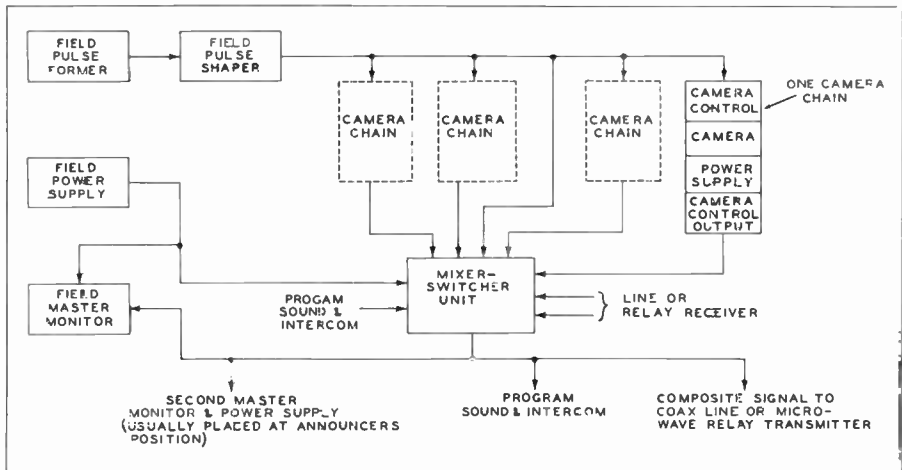 FIELD
PULSE
FORMER
FIELD
PULSE
SHAPER
CAMERA
CHAIN
CAMERA
CHAIN
CAMERA
CHAIN
CAMERA
CONTROL
CAMERA
POWER
SUPPLY
CAMERA
CONTROL
OUTPUT
ONE CAMERA
CHAIN
FIELD
POWER
SUPPLY
FIELD
MASTER
MONITOR
PROGAM
SOUND &
INTERCOM
MIXER-
SWITCHER
UNIT
LINE OR
RELAY RECEIVER
SECOND MASTER
MONITOR & POWER SUPPLY
(USUALLY PLACED AT ANNOUNCERS
POSITION)
PROGRAM
SOUND & INTERCOM
COMPOSITE SIGNAL TO
COAX LINE OR MICRO-
WAVE RELAY TRANSMITTER